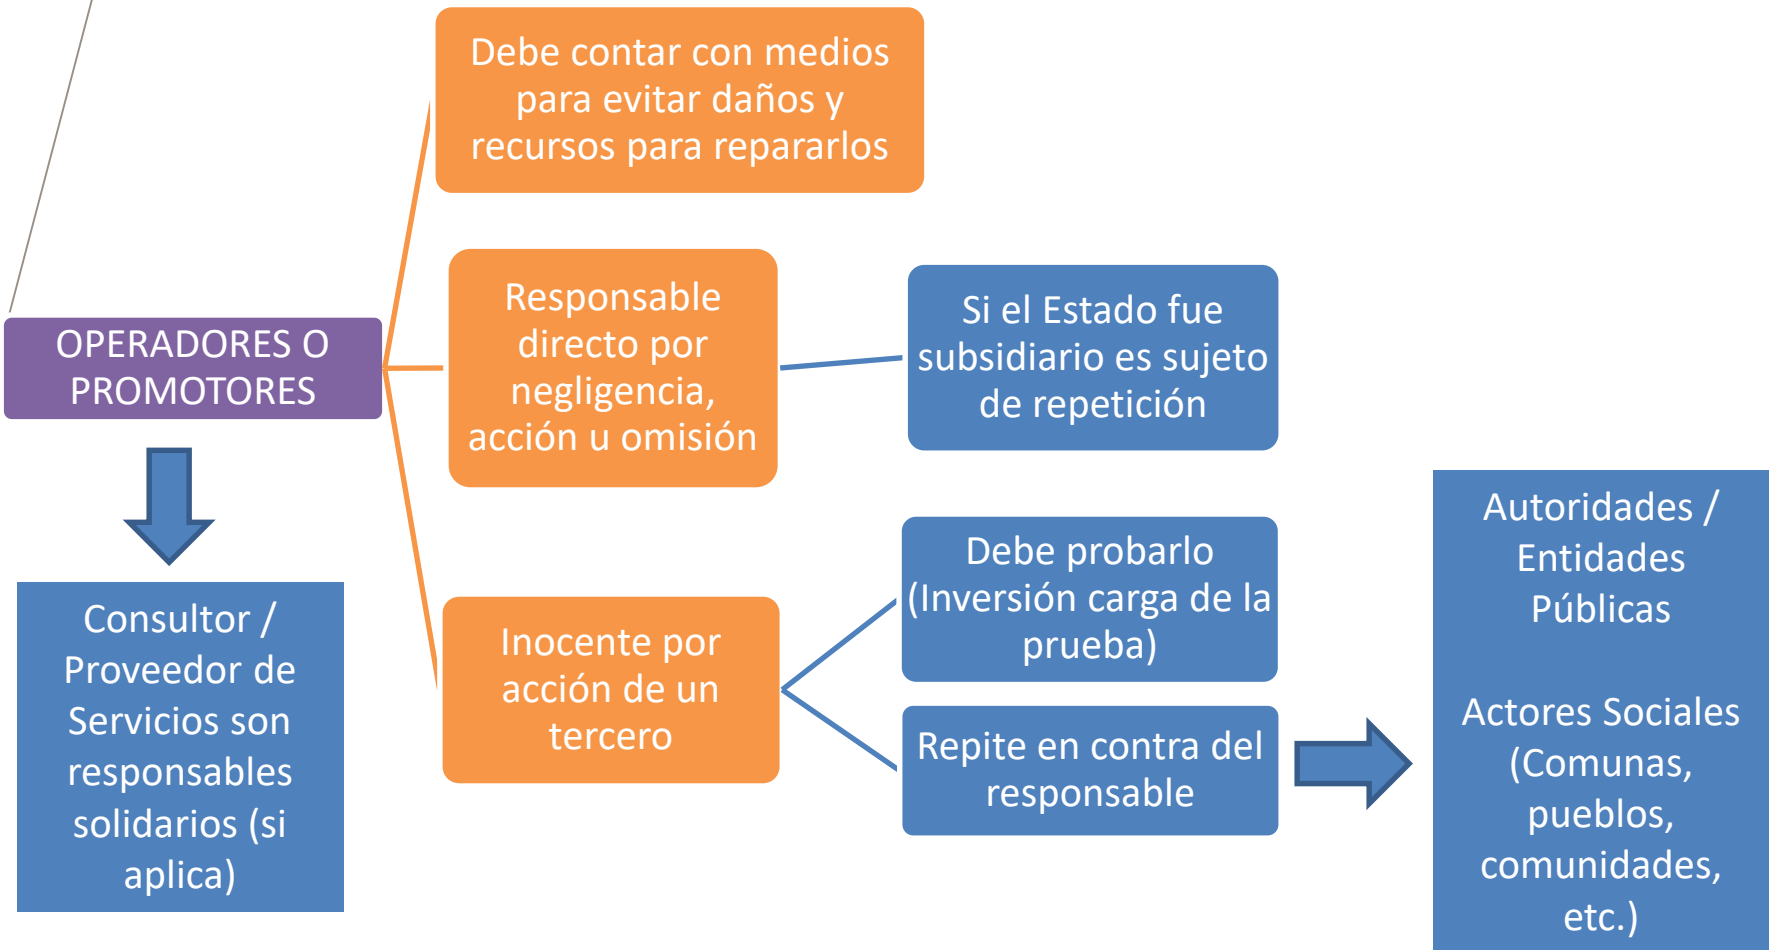 Debe contar con medios
para evitar daños y
recursos para repararlos
OPERADORES O
PROMOTORES
Responsable
directo por
negligencia,
acción u omisión
Si el Estado fue
subsidiario es sujeto
de repetición
Consultor /
Proveedor de
Servicios son
responsables
solidarios (si
aplica)
Inocente por
acción de un
tercero
Debe probarlo
(Inversión carga de la
prueba)
Repite en contra del
responsable
Autoridades /
Entidades
Públicas
Actores Sociales
(Comunas,
pueblos,
comunidades,
etc.)